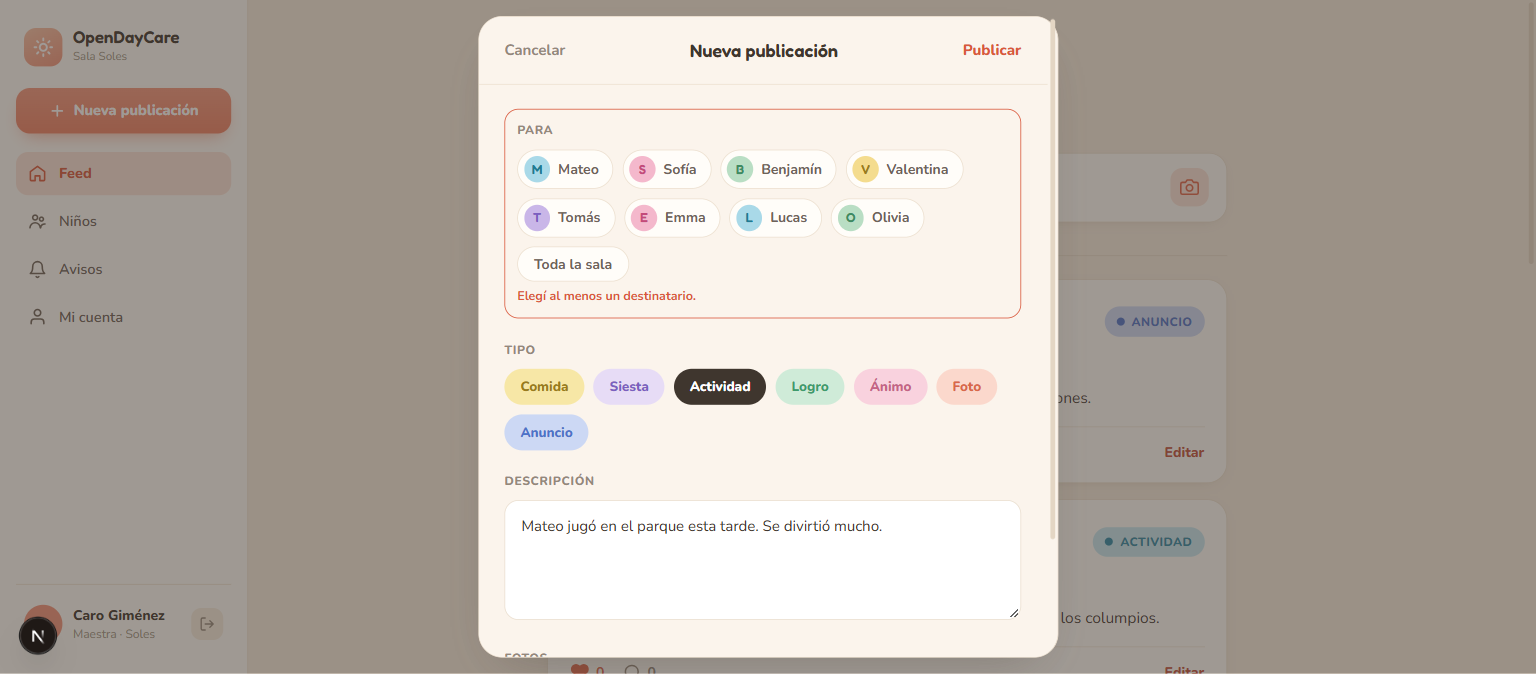 OpenDayCare
Sala Soles
+ Nueva publicación
Feed
Niños
Avisos
Mi cuenta
Caro Giménez
Maestra · Soles
N
Cancelar
Nueva publicación
Publicar
PARA
M Mateo
S Sofía
B Benjamín
V Valentina
T Tomás
E Emma
L Lucas
O Olivia
Toda la sala
Elegí al menos un destinatario.
TIPO
Comida
Siesta
Actividad
Logro
Ánimo
Foto
Anuncio
DESCRIPCIÓN
Mateo jugó en el parque esta tarde. Se divirtió mucho.
FOTOS
ANUNCIO
ones.
Editar
ACTIVIDAD
los columpios.
0
0
Editar